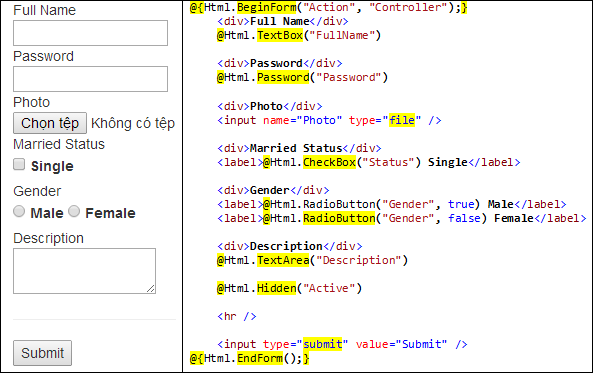 Full Name
Password
Photo
Chọn tệp Không có tệp
Married Status
Single
Gender
Male Female
Description
Submit
@{Html.BeginForm("Action", "Controller");}
<div>Full Name</div>
@Html.TextBox("FullName")
<div>Password</div>
@Html.Password("Password")
<div>Photo</div>
<input name="Photo" type="file" />
<div>Married Status</div>
<label>@Html.CheckBox("Status") Single</label>
<div>Gender</div>
<label>@Html.RadioButton("Gender", true) Male</label>
<label>@Html.RadioButton("Gender", false) Female</label>
<div>Description</div>
@Html.TextArea("Description")
@Html.Hidden("Active")
<hr />
<input type="submit" value="Submit" />
@{Html.EndForm();}